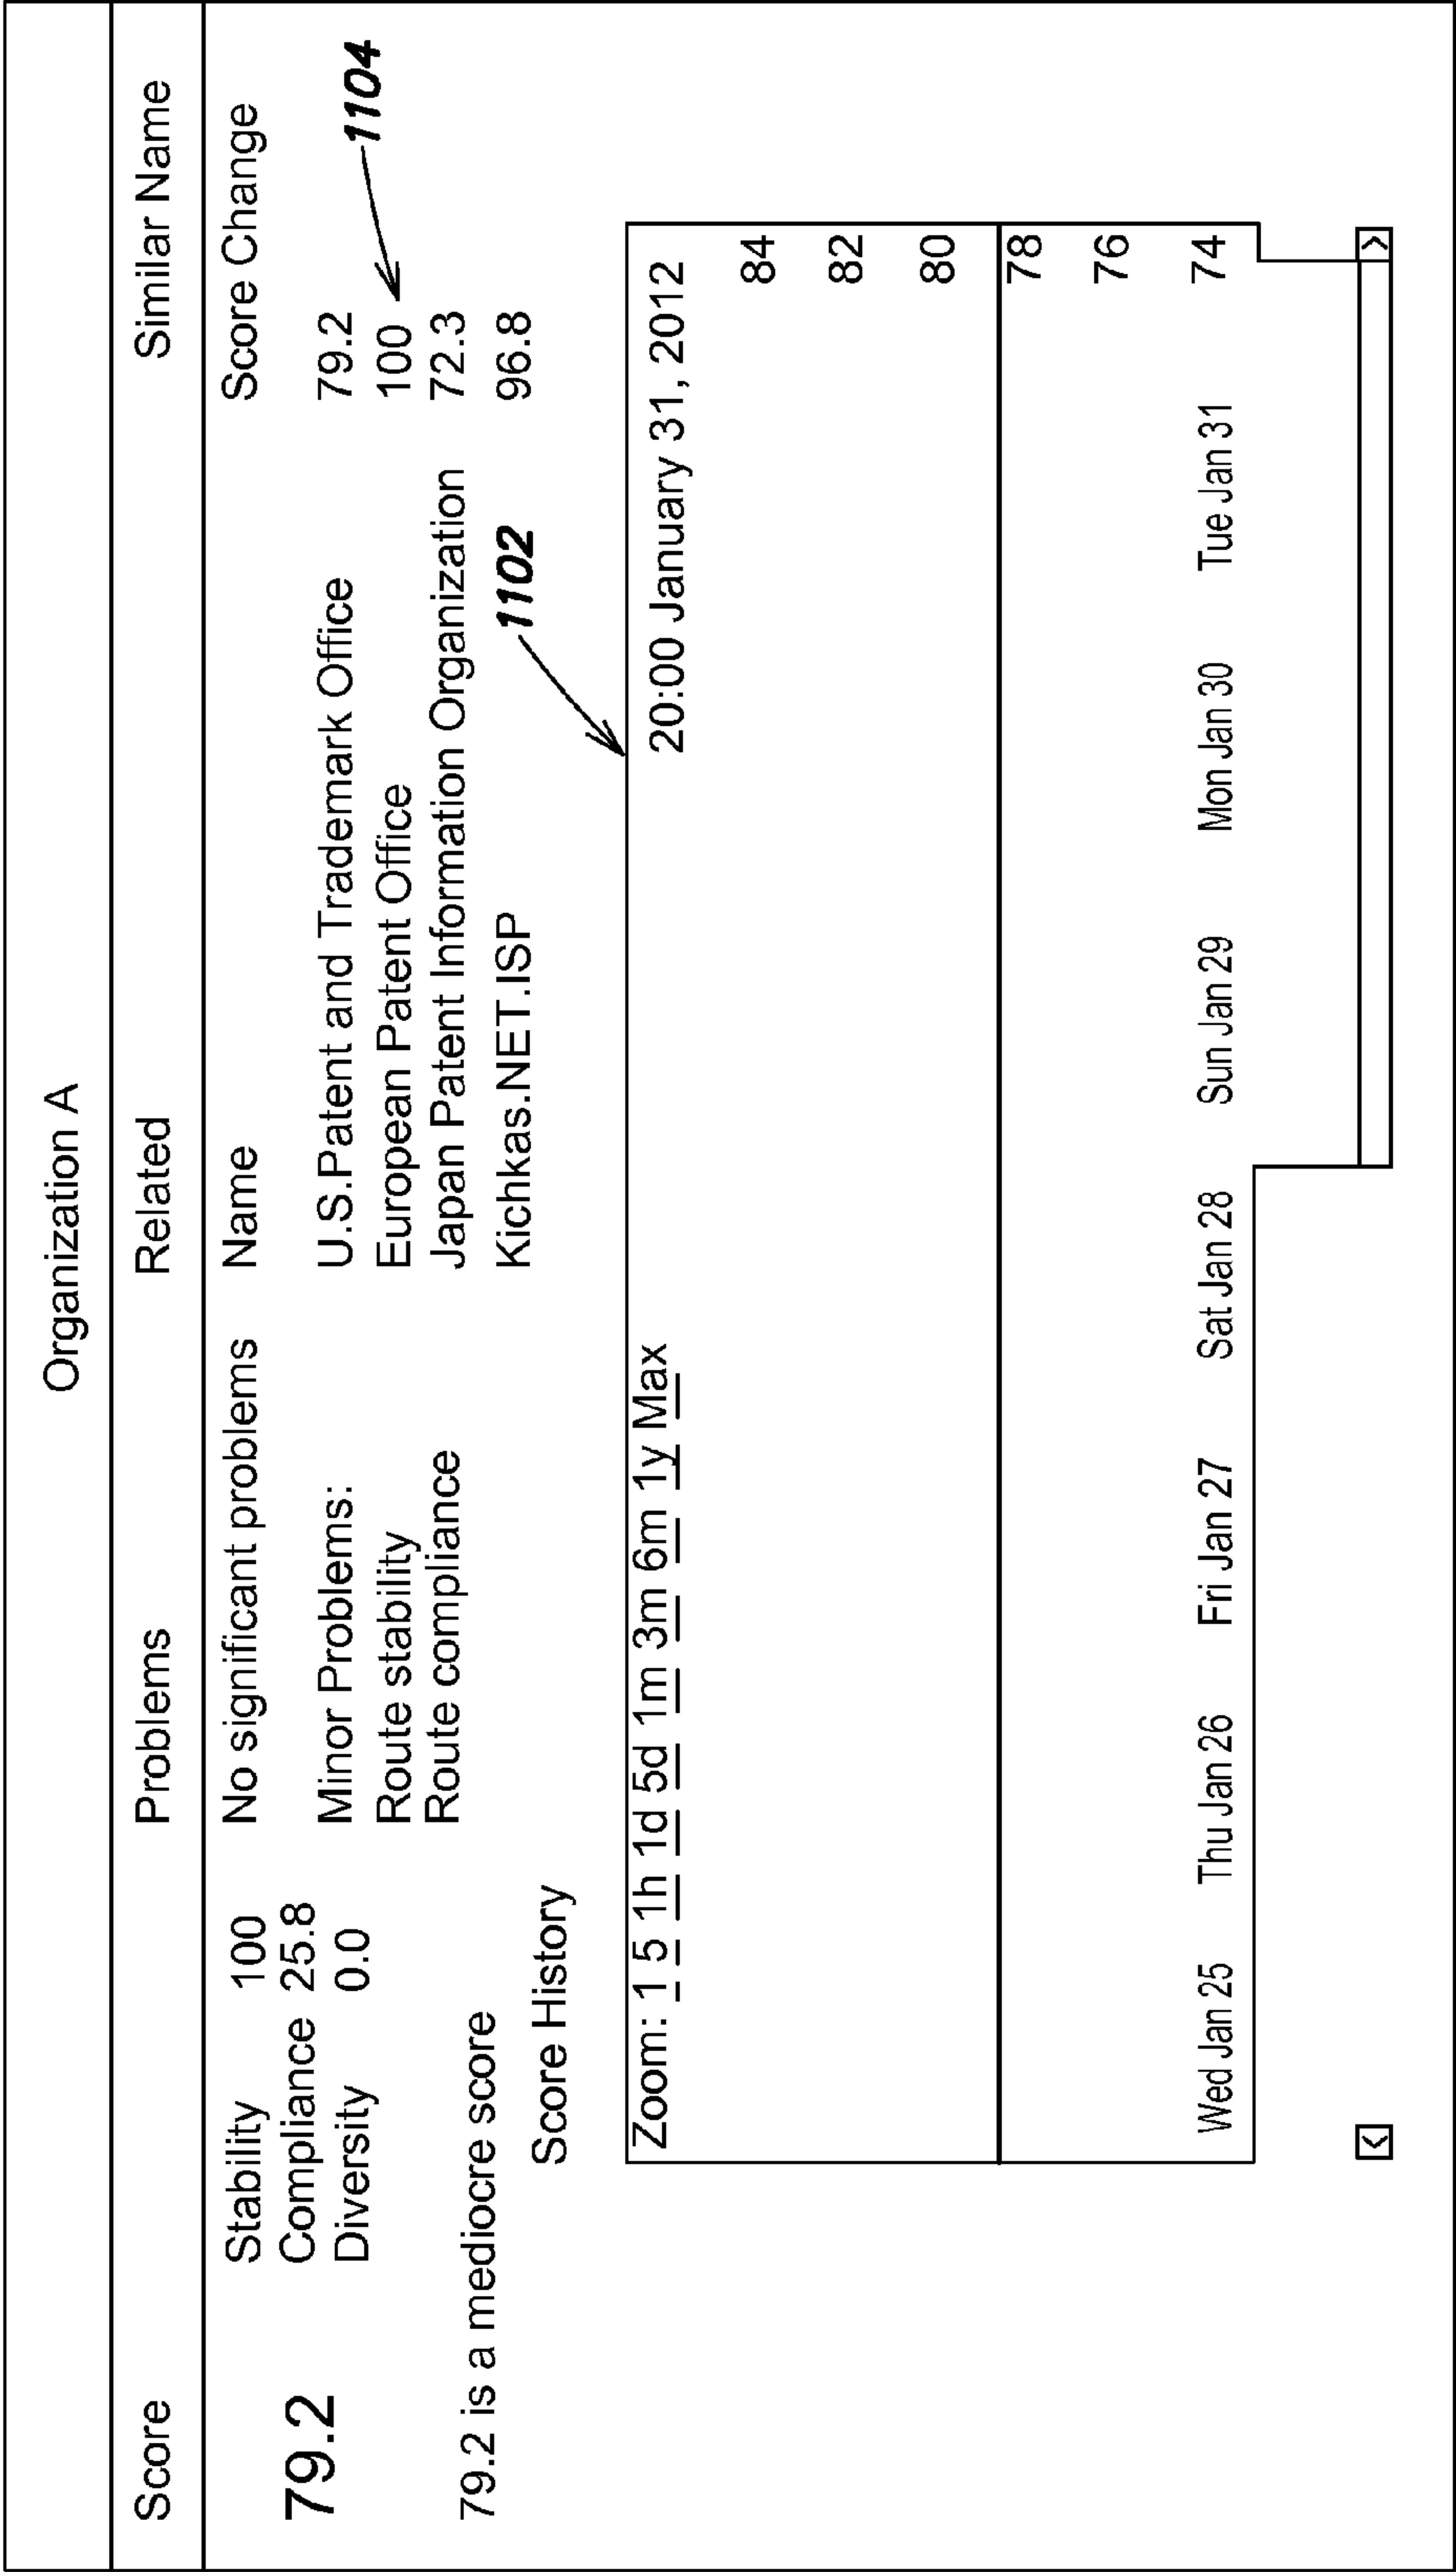 Organization A
Score Problems Related Similar Name
Stability 100 No significant problems Name Score Change
79.2 Compliance 25.8
Diversity 0.0 Minor Problems: U.S.Patent and Trademark Office 79.2
1104
Route stability European Patent Office 100
Route compliance Japan Patent Information Organization 72.3
79.2 is a mediocre score Kichkas.NET.ISP 96.8
1102
Score History
Zoom: 1 5 1h 1d 5d 1m 3m 6m 1y Max 20:00 January 31, 2012
84
82
80
78
76
74
Wed Jan 25 Thu Jan 26 Fri Jan 27 Sat Jan 28 Sun Jan 29 Mon Jan 30 Tue Jan 31
< >